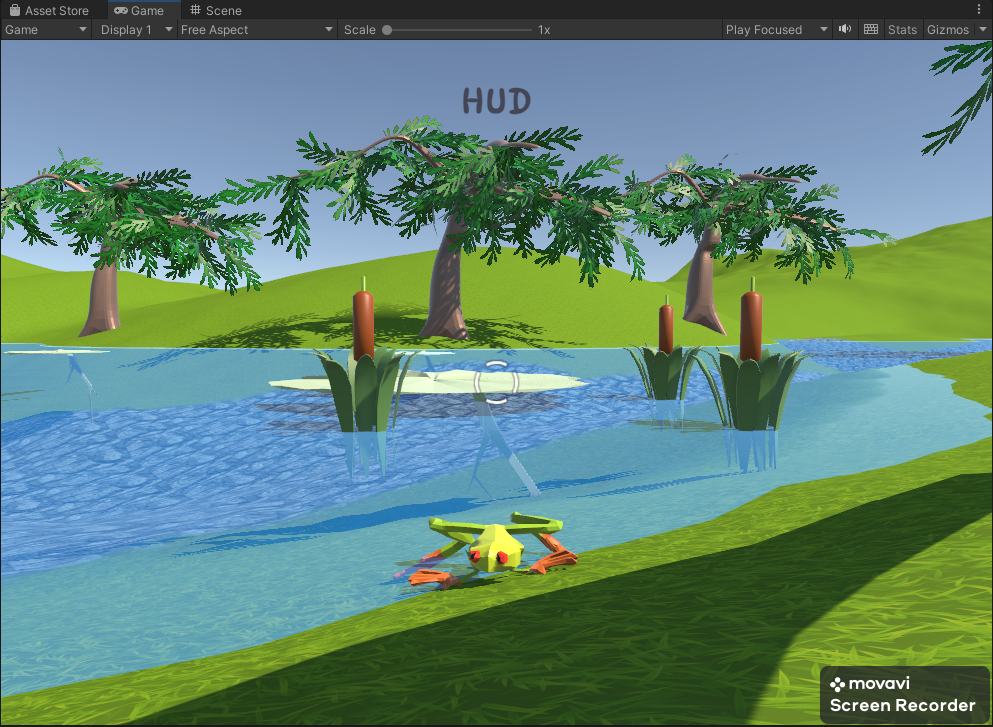 Asset Store Game Scene
Game Display 1 Free Aspect Scale 1x Play Focused Stats Gizmos
HUD
movavi
Screen Recorder